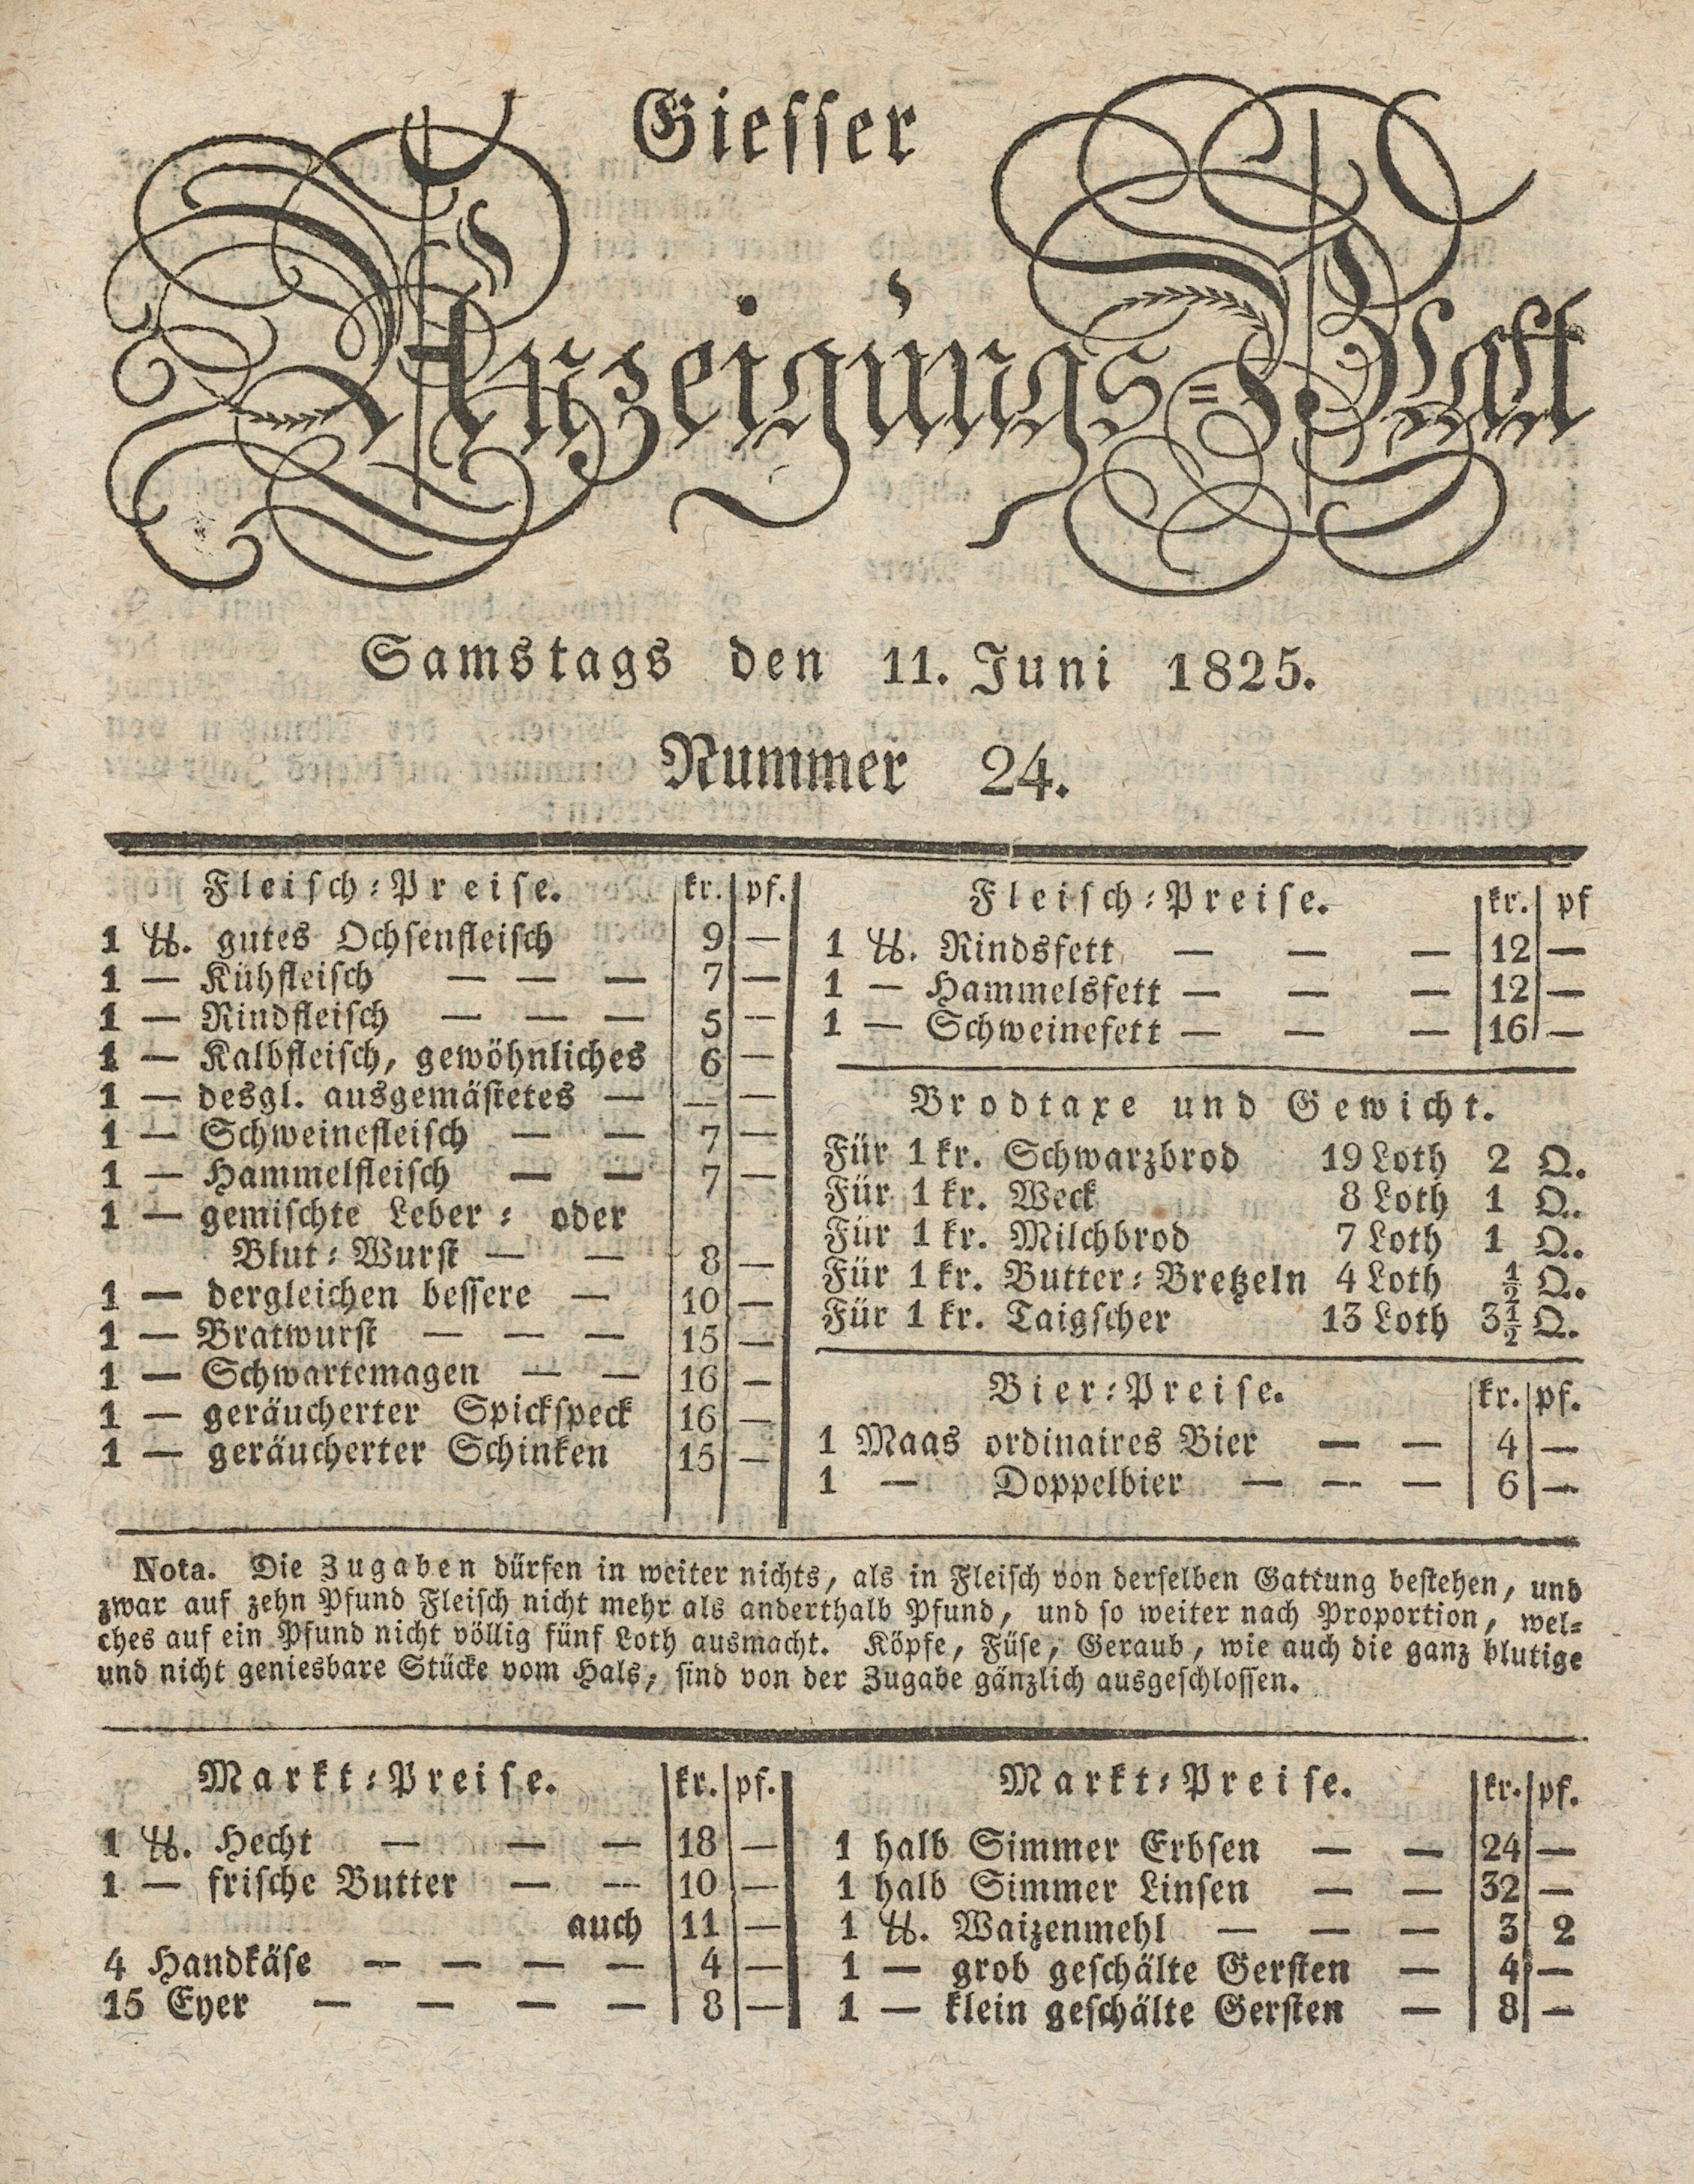 Giesser
Anzeigungs=Blatt
Samstags den 11. Juni 1825.
Nummer 24.
Fleisch=Preise. kr. pf.
1 ℔. gutes Ochsenfleisch 9 —
1 — Kühfleisch — — — 7 —
1 — Rindfleisch — — — 5 —
1 — Kalbfleisch, gewöhnliches 6 —
1 — desgl. ausgemästetes — — —
1 — Schweinefleisch — — 7 —
1 — Hammelfleisch — — 7 —
1 — gemischte Leber= oder
Blut=Wurst — — 8 —
1 — dergleichen bessere — 10 —
1 — Bratwurst — — — 15 —
1 — Schwartemagen — — 16 —
1 — geräucherter Spickspeck 16 —
1 — geräucherter Schinken 15 —
Fleisch=Preise. kr. pf
1 ℔. Rindsfett — — — 12 —
1 — Hammelsfett — — — 12 —
1 — Schweinefett — — — 16 —
Brodtaxe und Gewicht.
Für 1 kr. Schwarzbrod 19 Loth 2 Q.
Für 1 kr. Weck 8 Loth 1 Q.
Für 1 kr. Milchbrod 7 Loth 1 Q.
Für 1 kr. Butter=Bretzeln 4 Loth ½ Q.
Für 1 kr. Taigscher 13 Loth 3½ Q.
Bier=Preise. kr. pf.
1 Maas ordinaires Bier — — 4 —
1 — Doppelbier — — — 6 —
Nota. Die Zugaben dürfen in weiter nichts, als in Fleisch von derselben Gattung bestehen, und
zwar auf zehn Pfund Fleisch nicht mehr als anderthalb Pfund, und so weiter nach Proportion, wel=
ches auf ein Pfund nicht völlig fünf Loth ausmacht. Köpfe, Füse, Geraub, wie auch die ganz blutige
und nicht geniesbare Stücke vom Hals, sind von der Zugabe gänzlich ausgeschlossen.
Markt=Preise. kr. pf.
1 ℔. Hecht — — — 18 —
1 — frische Butter — — 10 —
auch 11 —
4 Handkäse — — — — 4 —
15 Eyer — — — — 8 —
Markt=Preise. kr. pf.
1 halb Simmer Erbsen — — 24 —
1 halb Simmer Linsen — — 32 —
1 ℔. Waizenmehl — — — 3 2
1 — grob geschälte Gersten — 4 —
1 — klein geschälte Gersten — 8 —